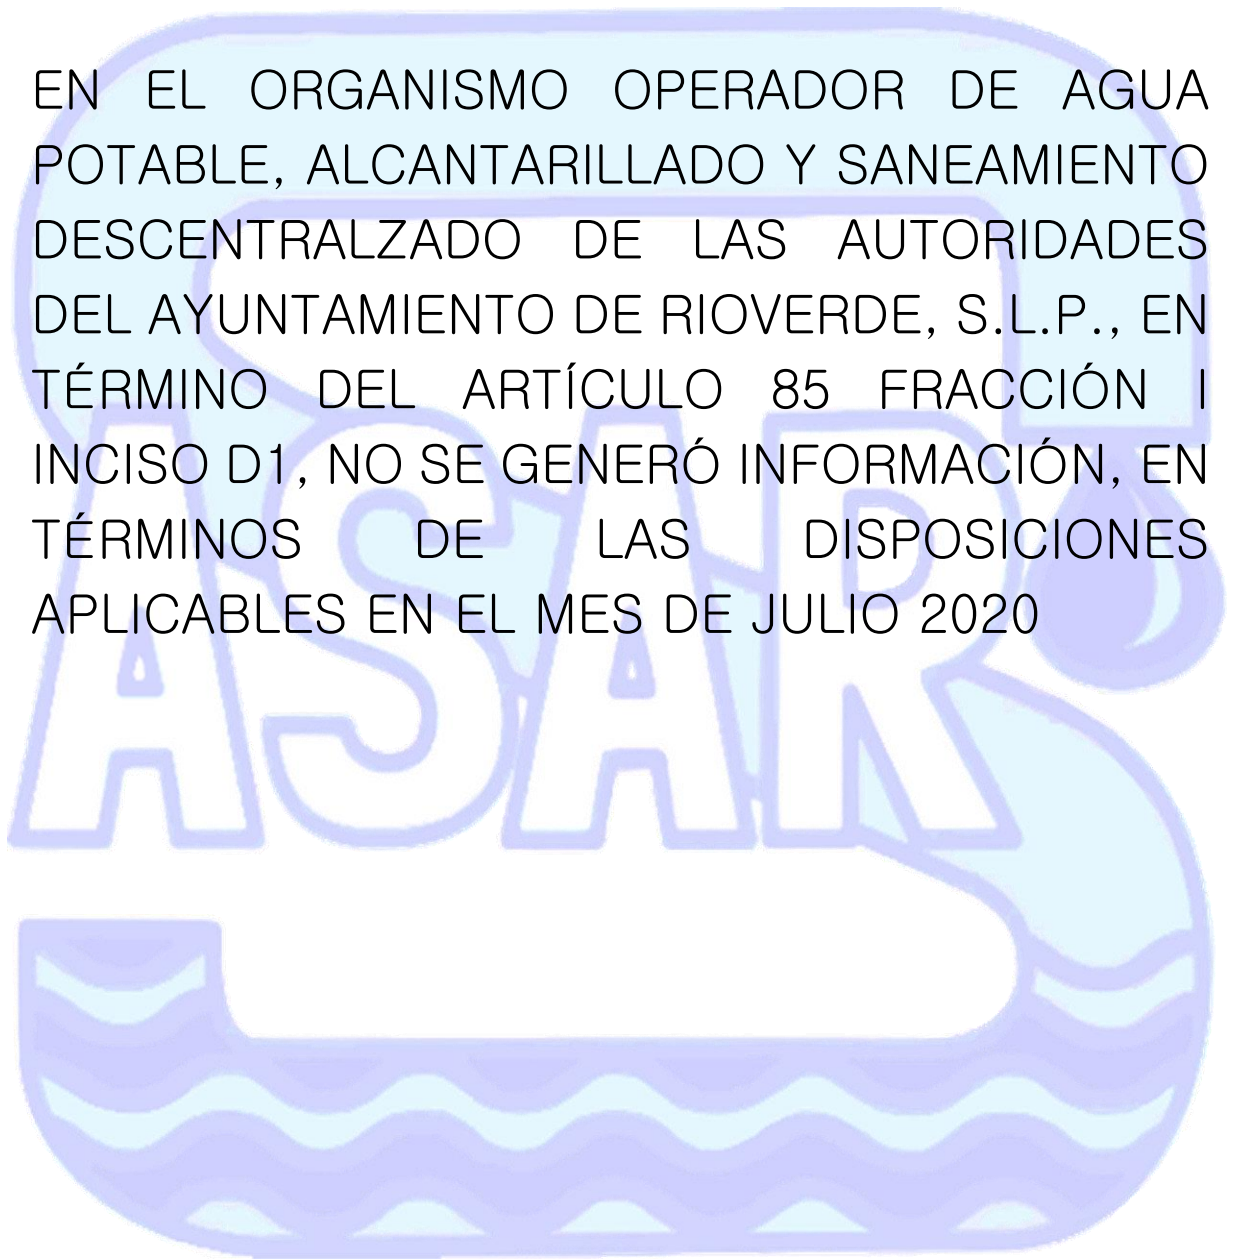 EN EL ORGANISMO OPERADOR DE AGUA
POTABLE, ALCANTARILLADO Y SANEAMIENTO
DESCENTRALZADO DE LAS AUTORIDADES
DEL AYUNTAMIENTO DE RIOVERDE, S.L.P., EN
TÉRMINO DEL ARTÍCULO 85 FRACCIÓN I
INCISO D1, NO SE GENERÓ INFORMACIÓN, EN
TÉRMINOS DE LAS DISPOSICIONES
APLICABLES EN EL MES DE JULIO 2020
ASAR